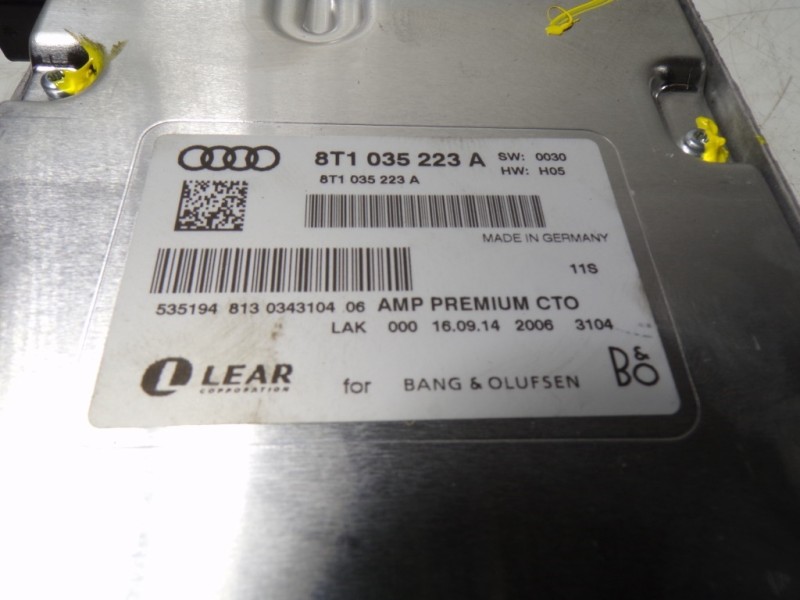 8T1 035 223 A SW: 0030
8T1 035 223 A HW: H05
MADE IN GERMANY
11S
535194 813 0343104 06 AMP PREMIUM CTO
LAK 000 16.09.14 2006 3104
L LEAR
CORPORATION
for BANG & OLUFSEN
B&O